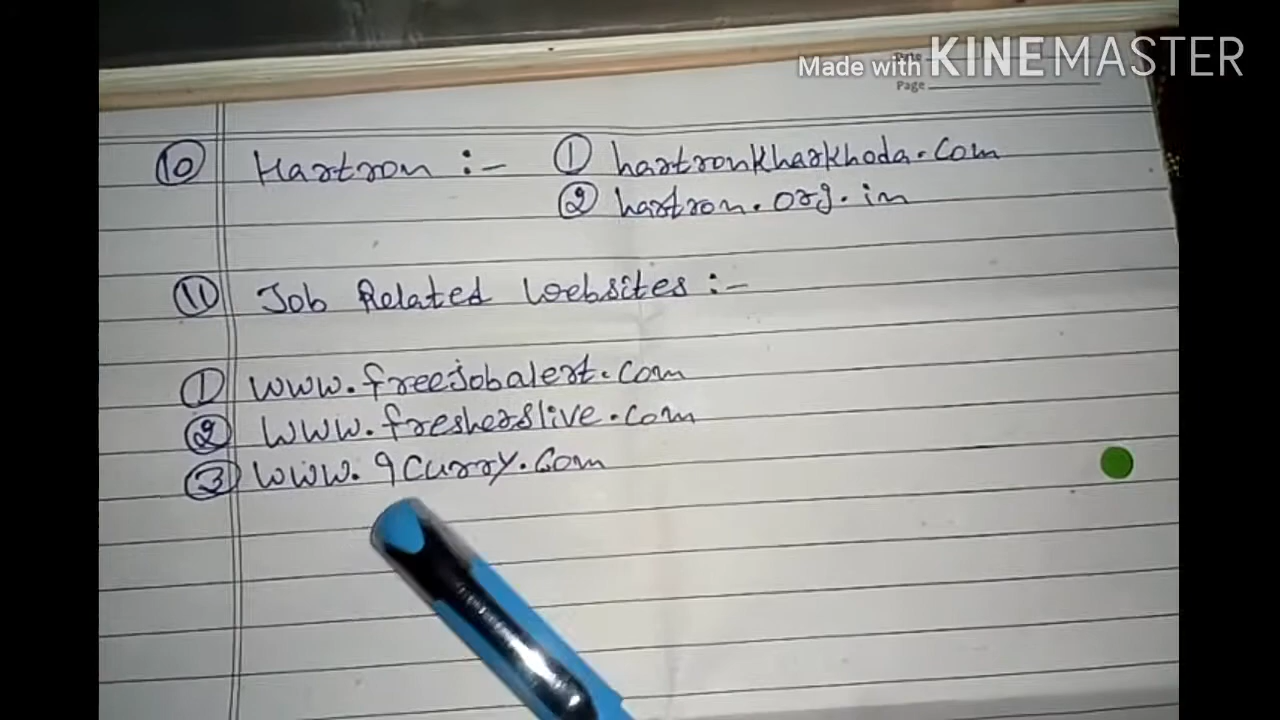 Made with KINEMASTER
Date
Page
10 Hartron :- 1 hartronkharkhoda.com
2 hartron.org.in
11 Job Related Websites :-
1 www.freejobalert.com
2 www.fresherslive.com
3 www.9curry.com